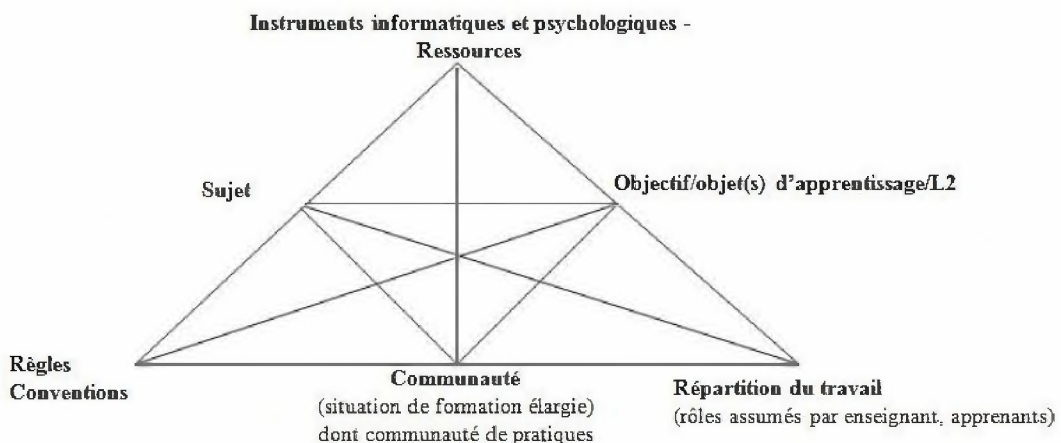 Instruments informatiques et psychologiques -
Ressources
Sujet
Objectif/objet(s) d'apprentissage/L2
Règles
Conventions
Communauté
(situation de formation élargie)
dont communauté de pratiques
Répartition du travail
(rôles assumés par enseignant, apprenants)